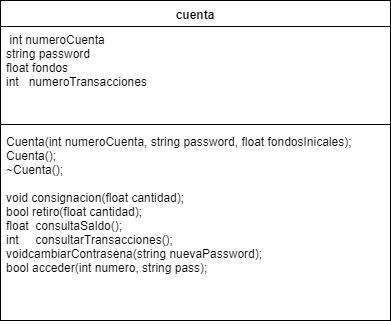 cuenta
int numeroCuenta
string password
float fondos
int numeroTransacciones
Cuenta(int numeroCuenta, string password, float fondosInicales);
Cuenta();
~Cuenta();
void consignacion(float cantidad);
bool retiro(float cantidad);
float consultaSaldo();
int consultarTransacciones();
voidcambiarContrasena(string nuevaPassword);
bool acceder(int numero, string pass);